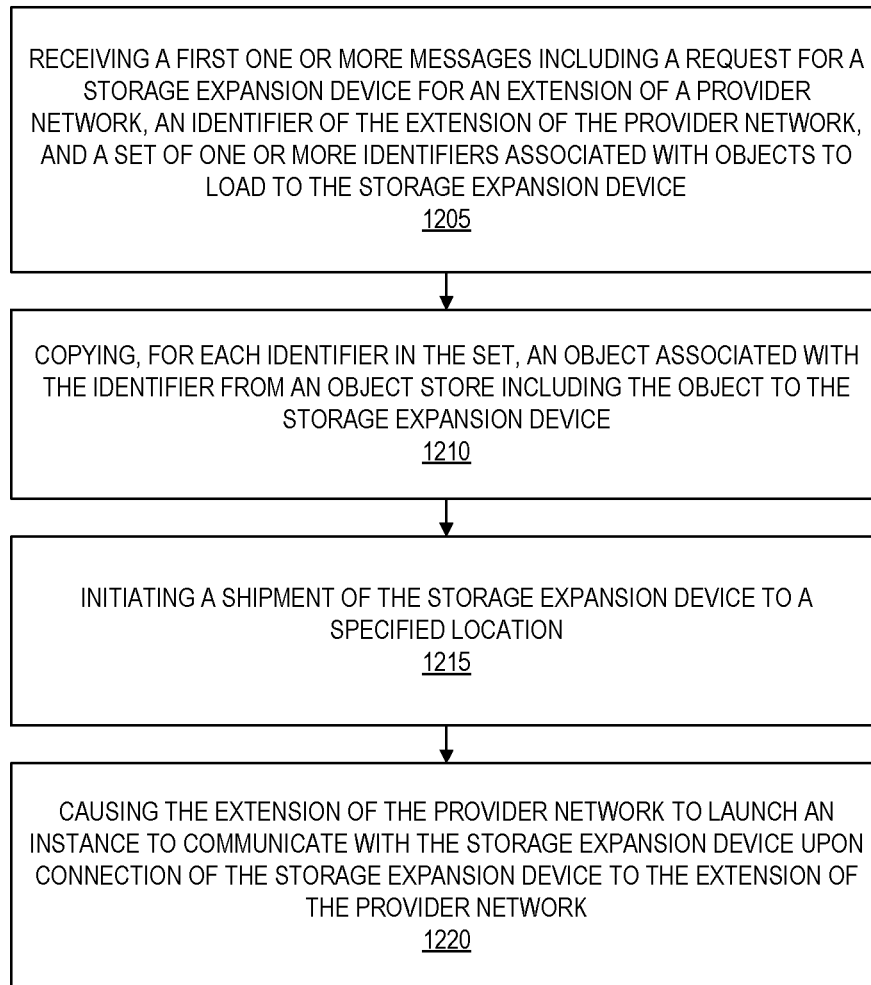 RECEIVING A FIRST ONE OR MORE MESSAGES INCLUDING A REQUEST FOR A
STORAGE EXPANSION DEVICE FOR AN EXTENSION OF A PROVIDER
NETWORK, AN IDENTIFIER OF THE EXTENSION OF THE PROVIDER NETWORK,
AND A SET OF ONE OR MORE IDENTIFIERS ASSOCIATED WITH OBJECTS TO
LOAD TO THE STORAGE EXPANSION DEVICE
1205
COPYING, FOR EACH IDENTIFIER IN THE SET, AN OBJECT ASSOCIATED WITH
THE IDENTIFIER FROM AN OBJECT STORE INCLUDING THE OBJECT TO THE
STORAGE EXPANSION DEVICE
1210
INITIATING A SHIPMENT OF THE STORAGE EXPANSION DEVICE TO A
SPECIFIED LOCATION
1215
CAUSING THE EXTENSION OF THE PROVIDER NETWORK TO LAUNCH AN
INSTANCE TO COMMUNICATE WITH THE STORAGE EXPANSION DEVICE UPON
CONNECTION OF THE STORAGE EXPANSION DEVICE TO THE EXTENSION OF
THE PROVIDER NETWORK
1220